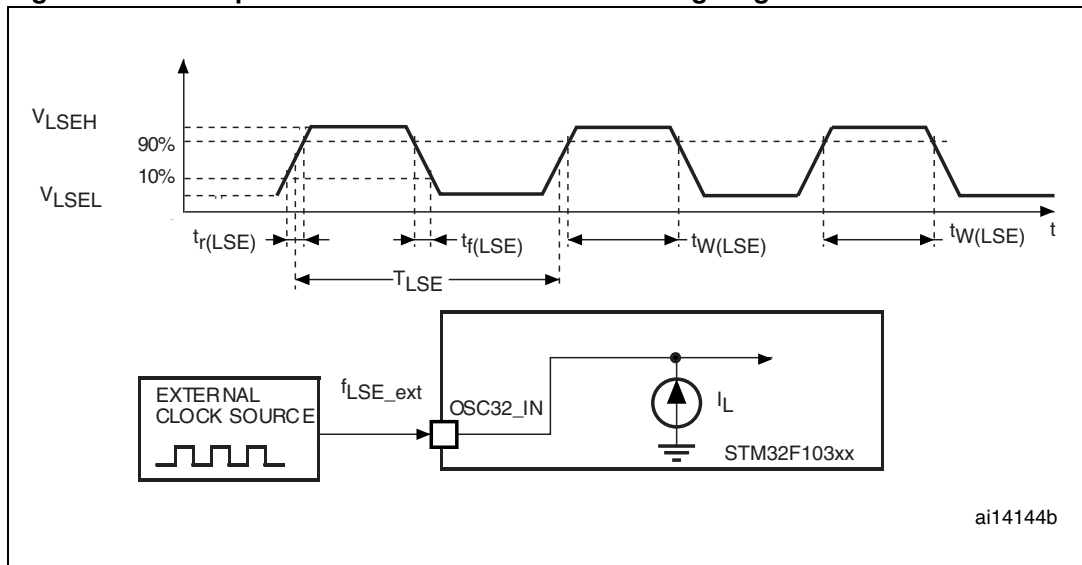 VLSEH
90%
10%
VLSEL
tr(LSE)
tf(LSE)
tW(LSE)
tW(LSE)
t
TLSE
EXTERNAL
CLOCK SOURCE
fLSE_ext
OSC32_IN
IL
STM32F103xx
ai14144b